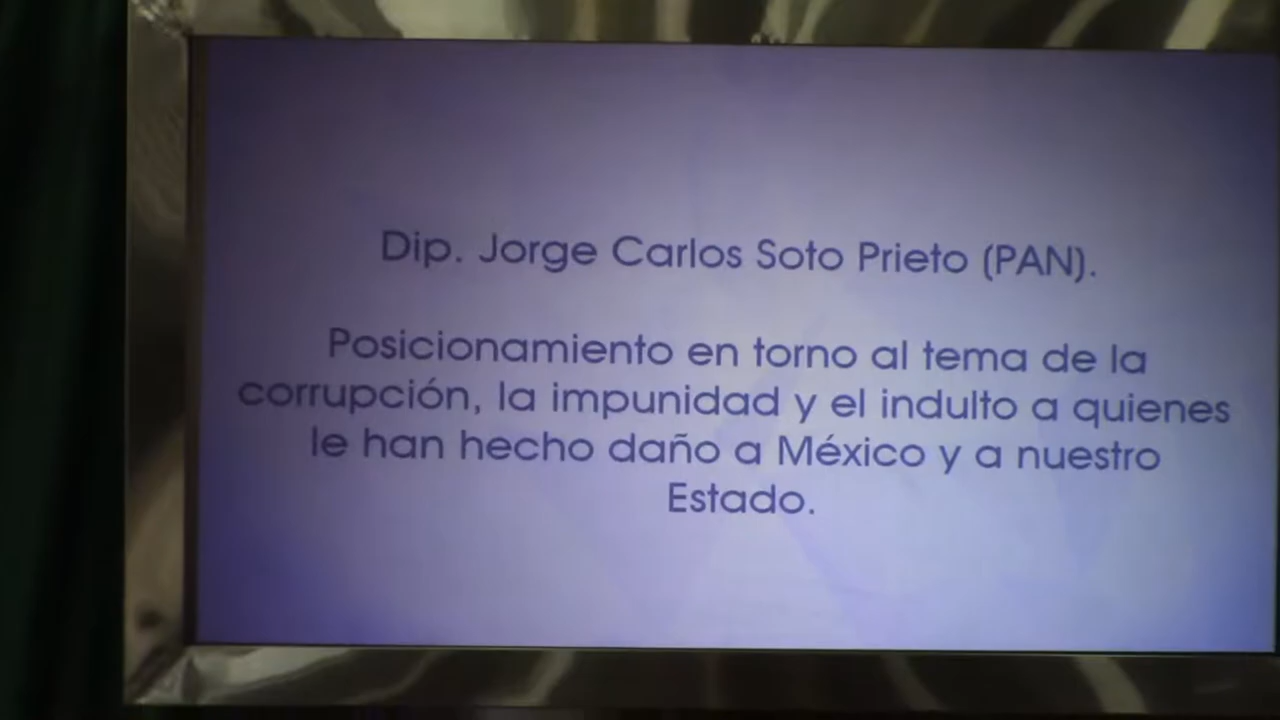 Dip. Jorge Carlos Soto Prieto (PAN).
Posicionamiento en torno al tema de la
corrupción, la impunidad y el indulto a quienes
le han hecho daño a México y a nuestro
Estado.